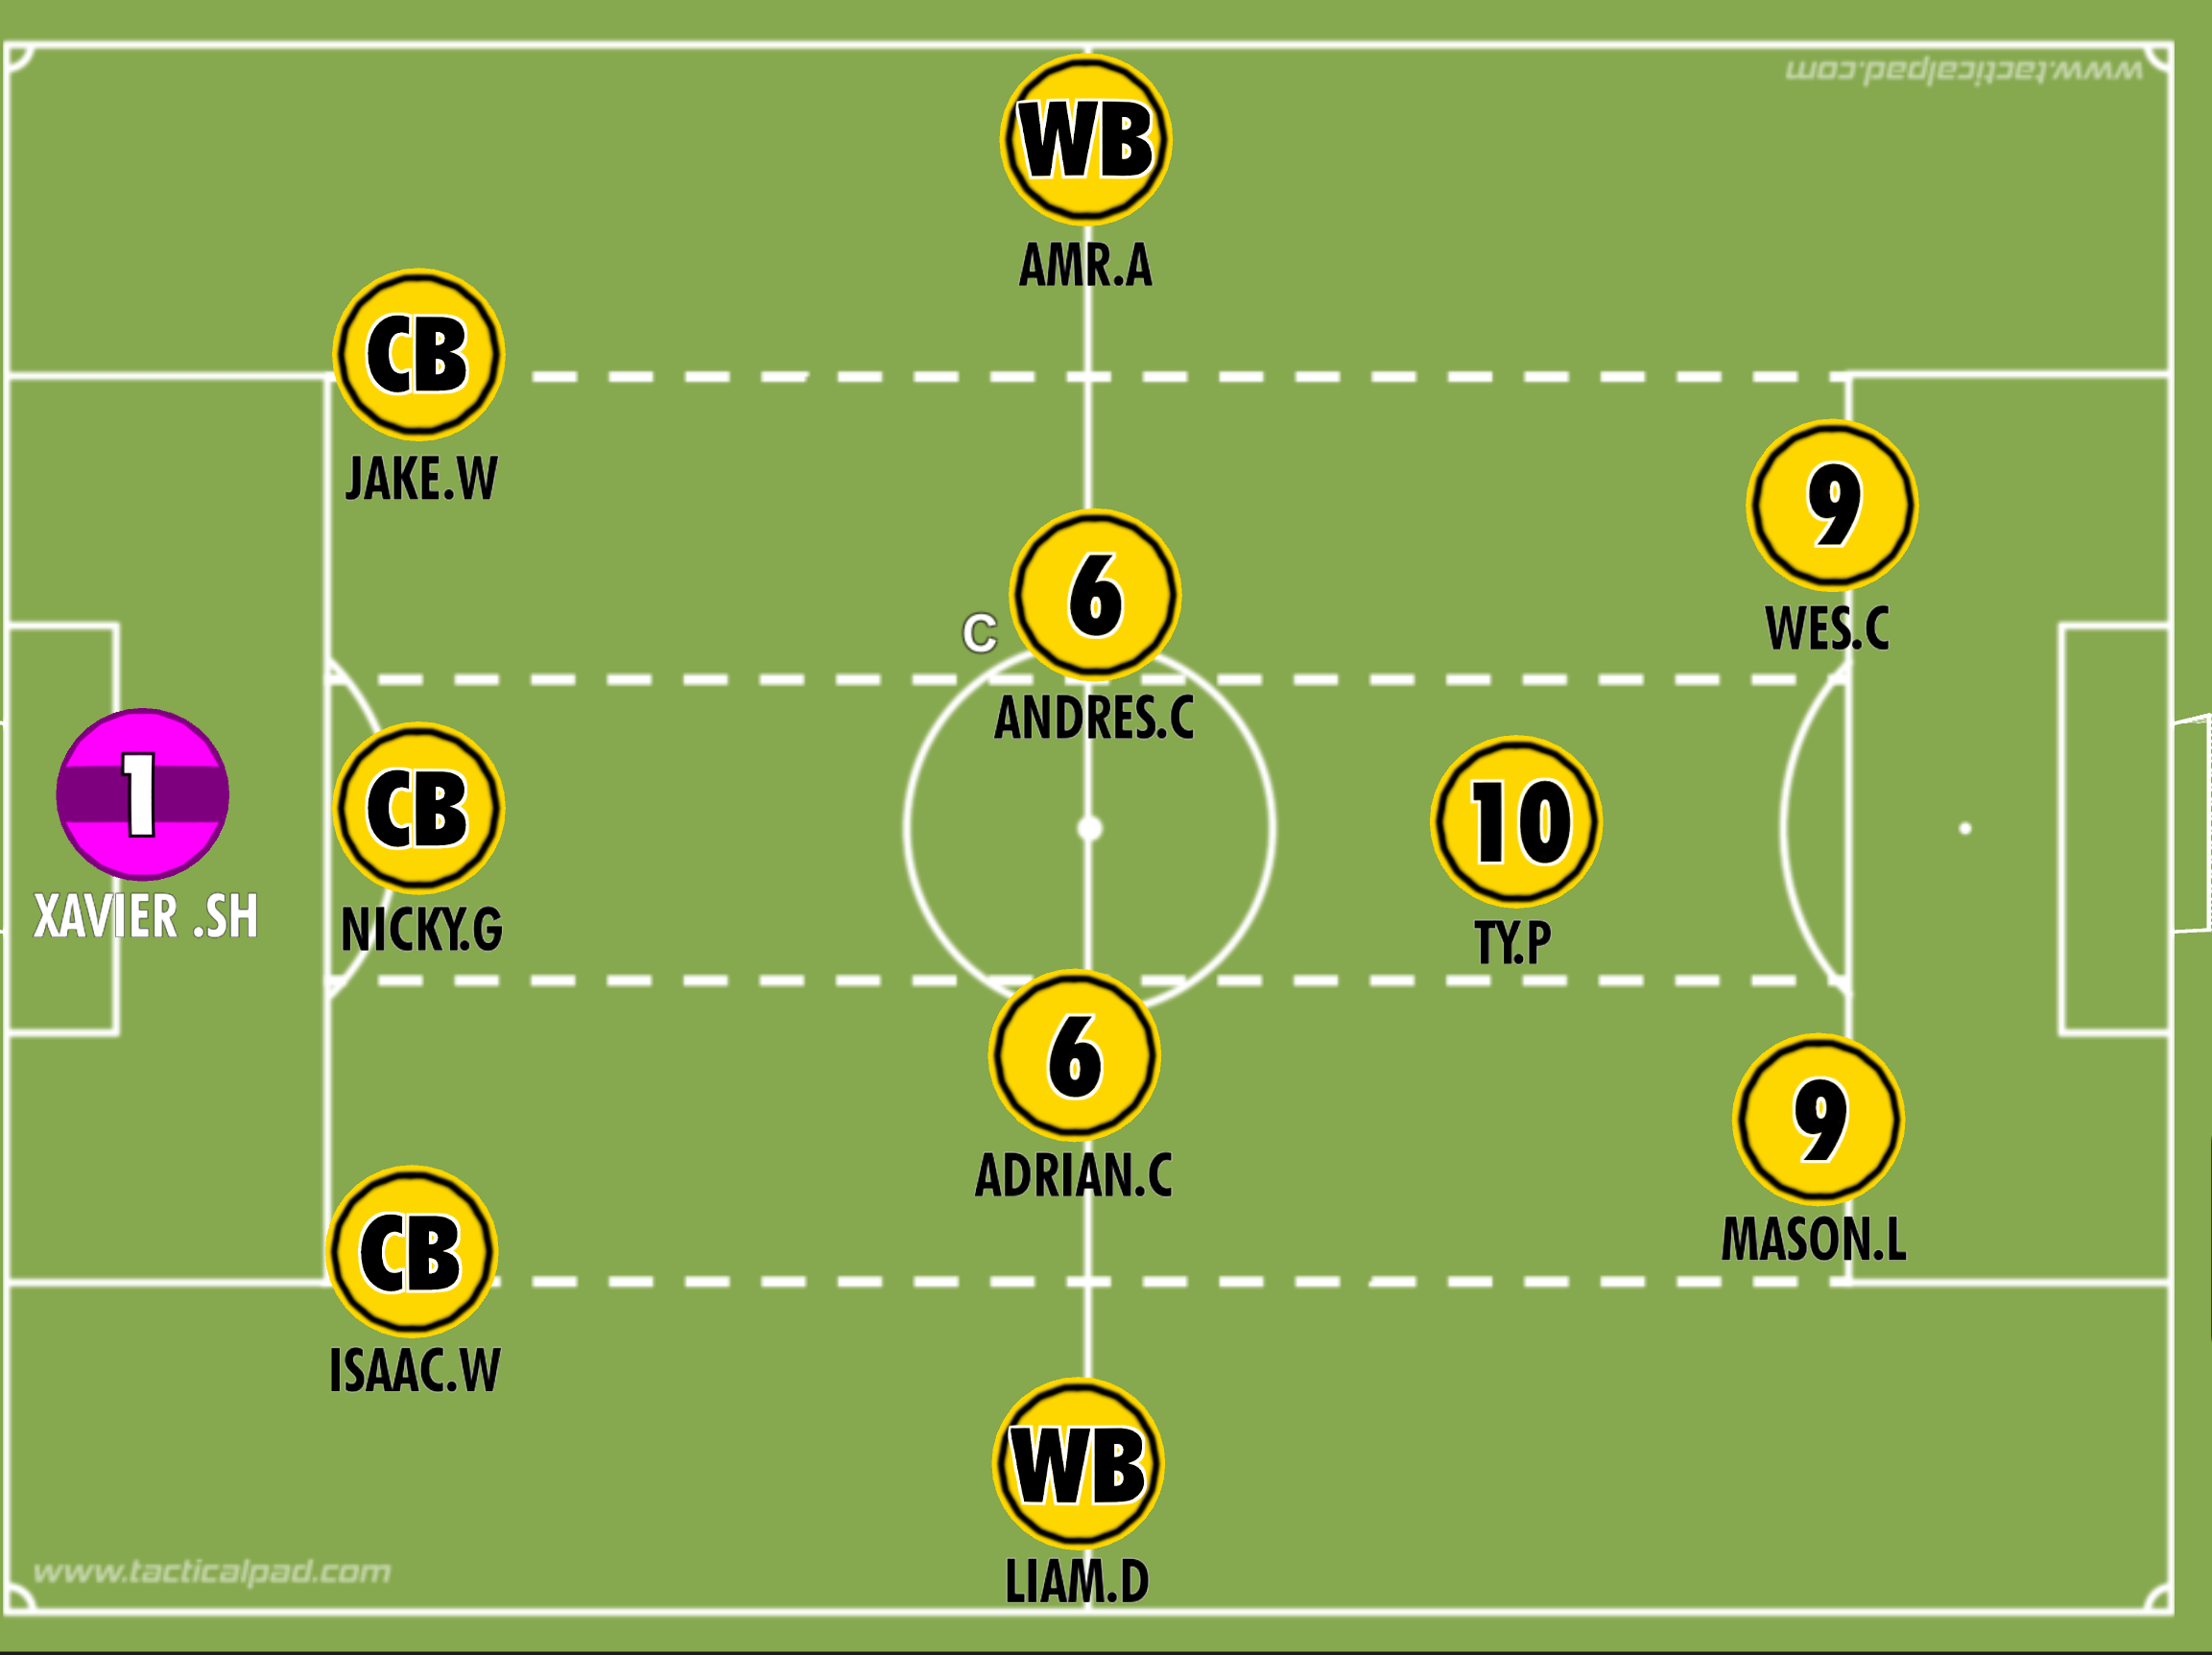 www.tacticalpad.com
WB
AMR.A
CB
JAKE.W
9
WES.C
6
C
ANDRES.C
1
XAVIER .SH
CB
NICKY.G
10
TY.P
6
ADRIAN.C
9
MASON.L
CB
ISAAC.W
WB
LIAM.D
www.tacticalpad.com